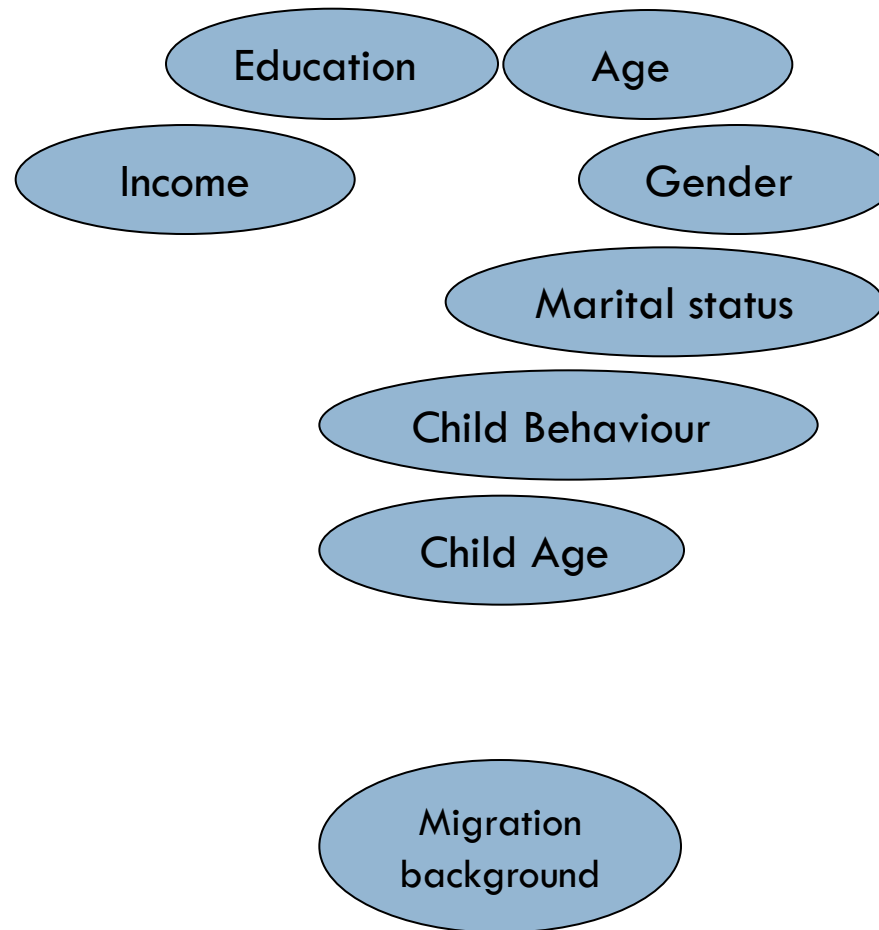 Education
Age
Income
Gender
Marital status
Child Behaviour
Child Age
Migration
background